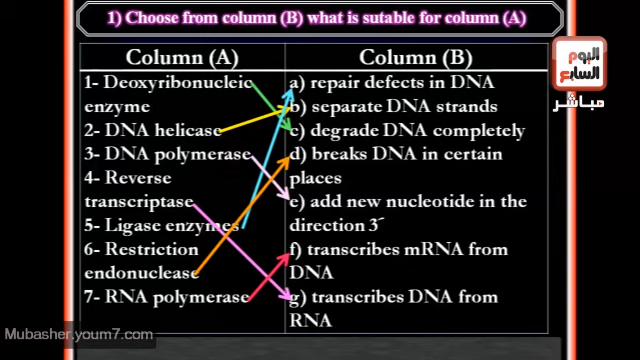 1) Choose from column (B) what is sutable for column (A)
Column (A)
1- Deoxyribonucleic
enzyme
2- DNA helicase
3- DNA polymerase
4- Reverse
transcriptase
5- Ligase enzymes
6- Restriction
endonuclease
7- RNA polymerase
Column (B)
a) repair defects in DNA
b) separate DNA strands
c) degrade DNA completely
d) breaks DNA in certain
places
e) add new nucleotide in the
direction 3´
f) transcribes mRNA from
DNA
g) transcribes DNA from
RNA
اليوم
السابع
مباشر
Mubasher.youm7.com